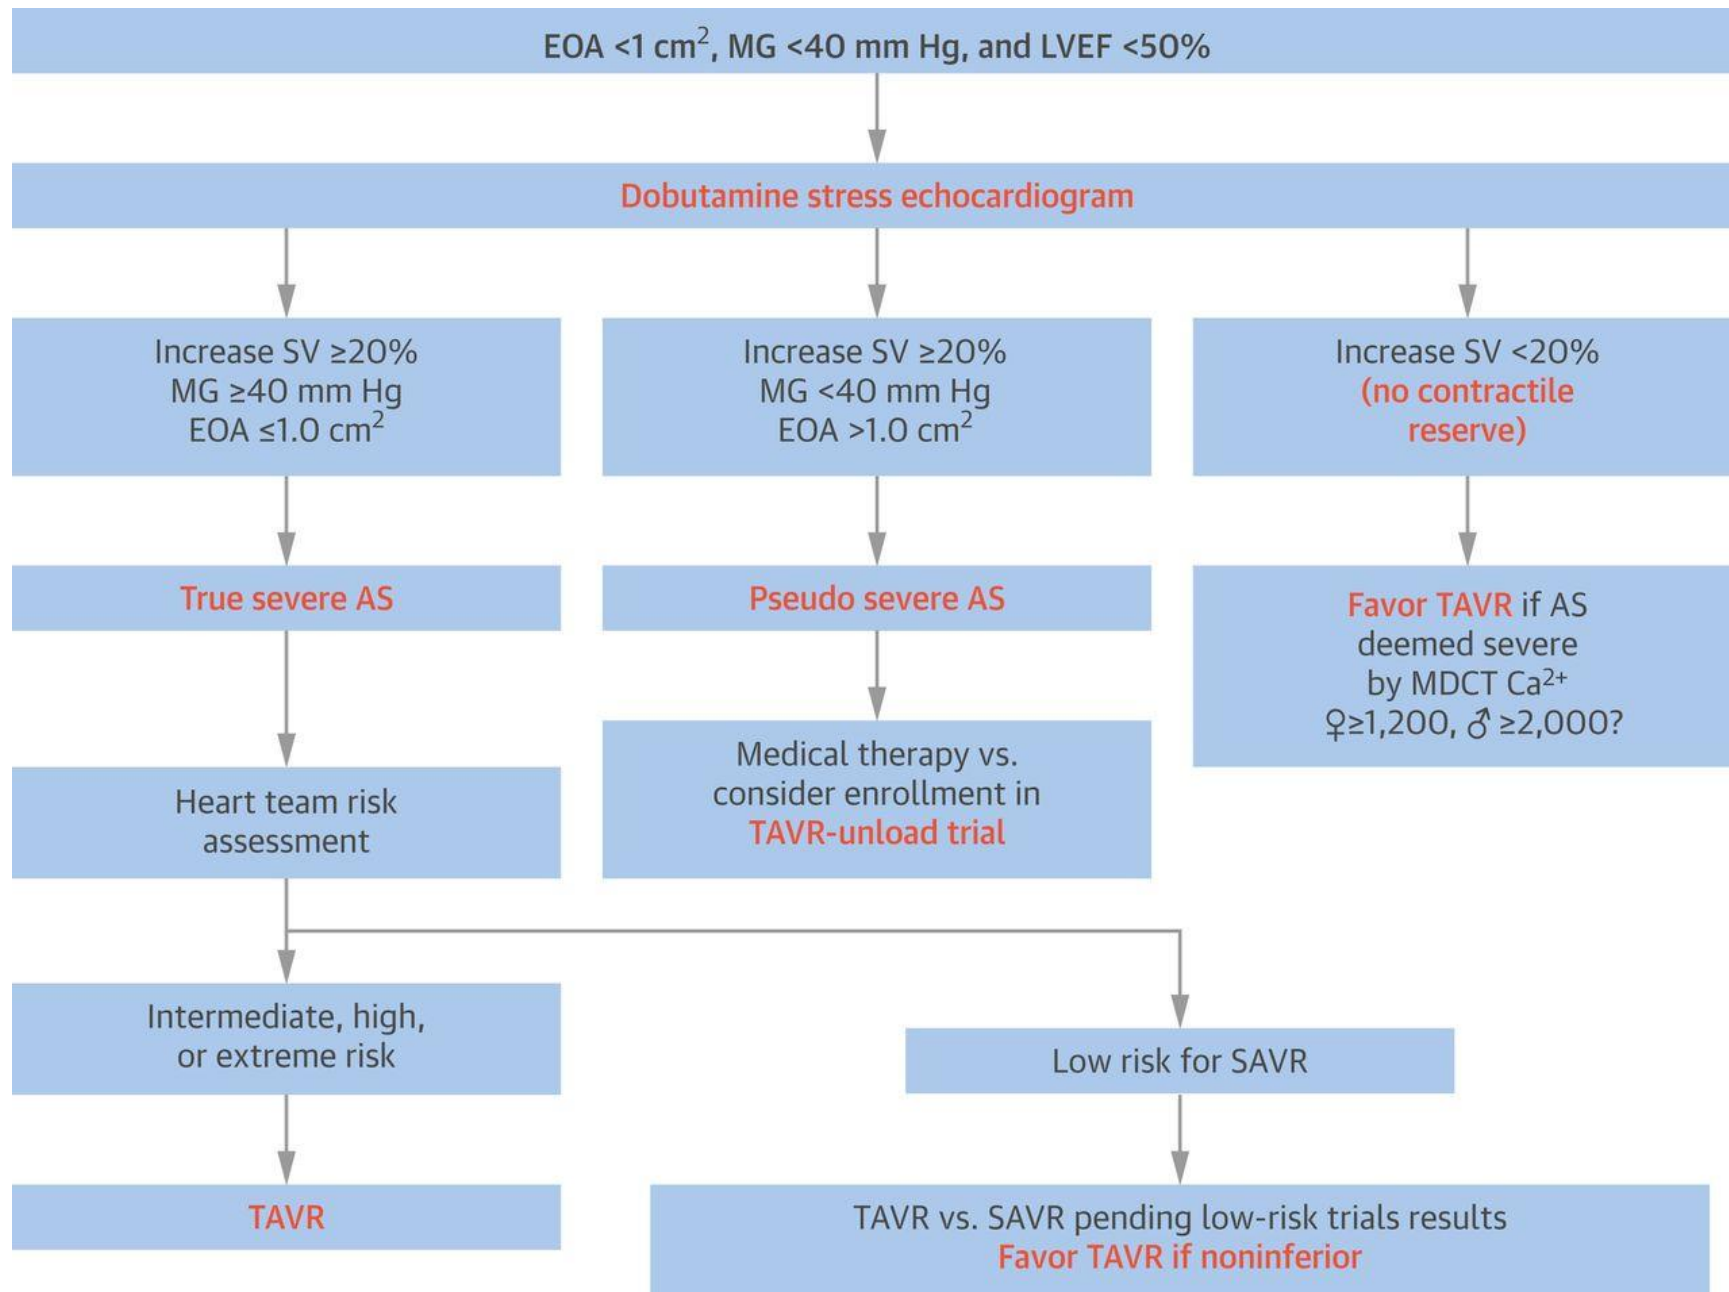 EOA <1 cm², MG <40 mm Hg, and LVEF <50%
Dobutamine stress echocardiogram
Increase SV ≥20%
MG ≥40 mm Hg
EOA ≤1.0 cm²
Increase SV ≥20%
MG <40 mm Hg
EOA >1.0 cm²
Increase SV <20%
(no contractile
reserve)
True severe AS
Pseudo severe AS
Favor TAVR if AS
deemed severe
by MDCT Ca²⁺
♀≥1,200, ♂ ≥2,000?
Heart team risk
assessment
Medical therapy vs.
consider enrollment in
TAVR-unload trial
Intermediate, high,
or extreme risk
Low risk for SAVR
TAVR
TAVR vs. SAVR pending low-risk trials results
Favor TAVR if noninferior